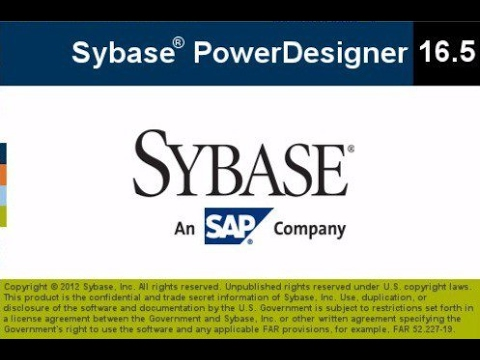 Sybase® PowerDesigner 16.5
SYBASE®
An SAP® Company
Copyright © 2012 Sybase, Inc. All rights reserved. Unpublished rights reserved under U.S. copyright laws.
This product is the confidential and trade secret information of Sybase, Inc. Use, duplication, or
disclosure of the software and documentation by the U.S. Government is subject to restrictions set forth in
a license agreement between the Government and Sybase, Inc. or other written agreement specifying the
Government's right to use the software and any applicable FAR provisions, for example, FAR 52.227-19.